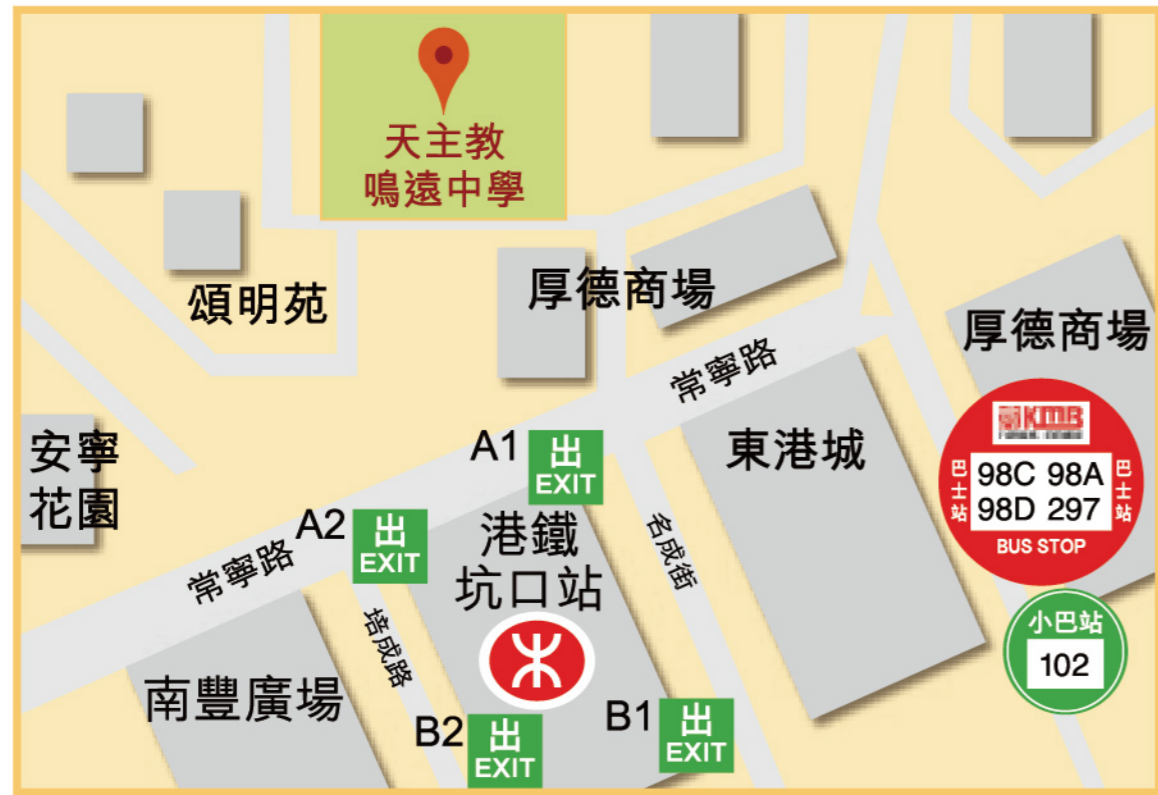 天主教
鳴遠中學
頌明苑
厚德商場
厚德商場
常寧路
安寧
花園
A1
出
EXIT
東港城
KMB
巴士站
98C 98A
98D 297
巴士站
BUS STOP
A2
出
EXIT
港鐵
坑口站
名成街
常寧路
培成路
小巴站
102
南豐廣場
B2
出
EXIT
B1
出
EXIT